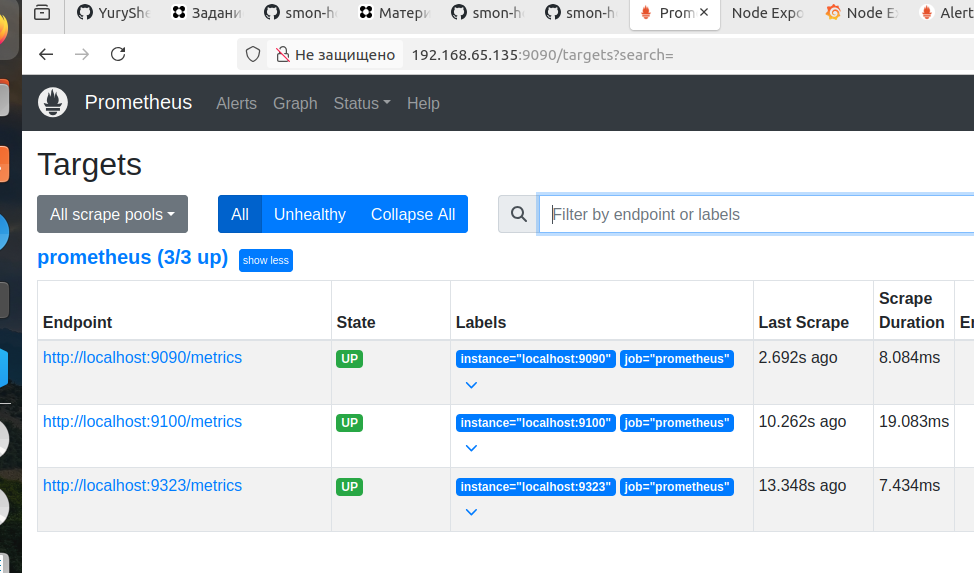 YurySh
Задани
smon-h
Матери
smon-h
smon-h
Prom
Node Expo
Node E
Alert
Не защищено
192.168.65.135:9090/targets?search=
Prometheus Alerts Graph Status Help
Targets
All scrape pools
All Unhealthy Collapse All
Filter by endpoint or labels
prometheus (3/3 up) show less
Scrape
Endpoint State Labels Last Scrape Duration
http://localhost:9090/metrics UP instance="localhost:9090" job="prometheus" 2.692s ago 8.084ms
http://localhost:9100/metrics UP instance="localhost:9100" job="prometheus" 10.262s ago 19.083ms
http://localhost:9323/metrics UP instance="localhost:9323" job="prometheus" 13.348s ago 7.434ms